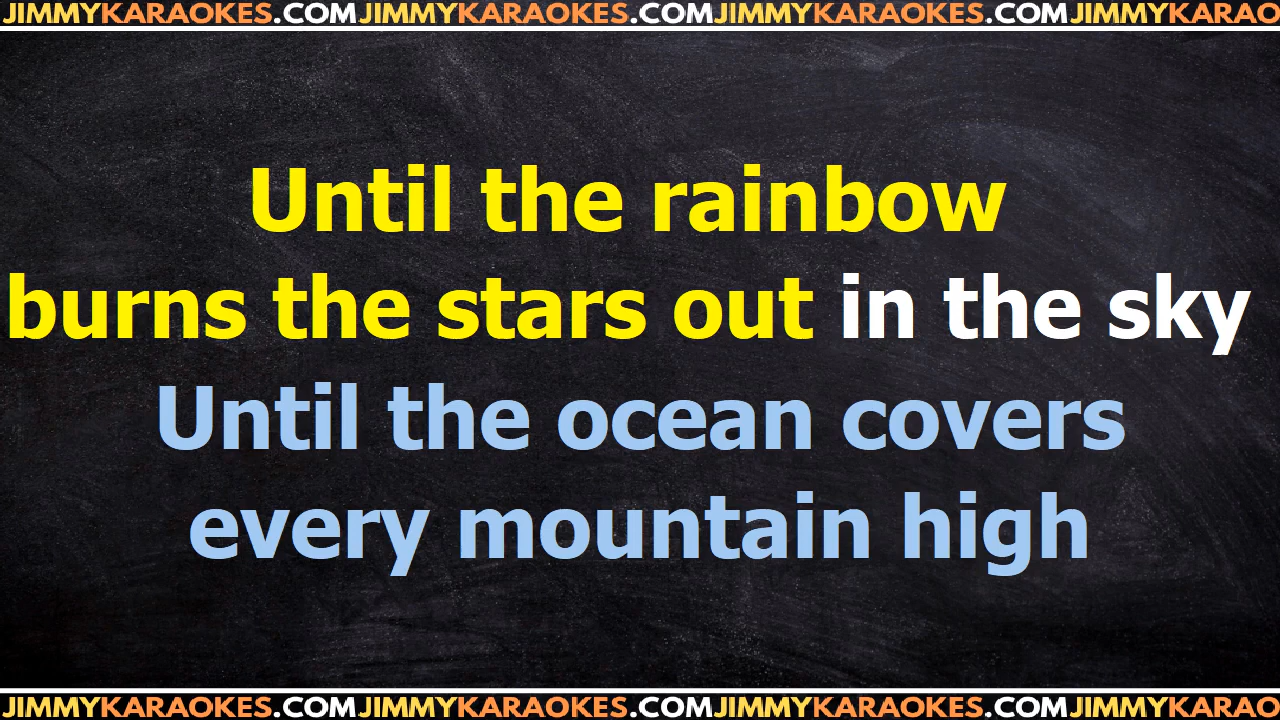 JIMMYKARAOKES.COMJIMMYKARAOKES.COMJIMMYKARAOKES.COMJIMMYKARAO
Until the rainbow
burns the stars out in the sky
Until the ocean covers
every mountain high
JIMMYKARAOKES.COMJIMMYKARAOKES.COMJIMMYKARAOKES.COMJIMMYKARAO